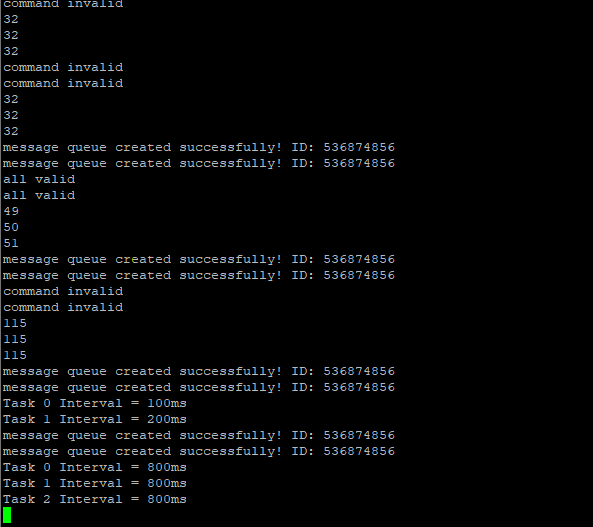 command invalid
32
32
32
command invalid
command invalid
32
32
32
message queue created successfully! ID: 536874856
message queue created successfully! ID: 536874856
all valid
all valid
49
50
51
message queue created successfully! ID: 536874856
message queue created successfully! ID: 536874856
command invalid
command invalid
115
115
115
message queue created successfully! ID: 536874856
message queue created successfully! ID: 536874856
Task 0 Interval = 100ms
Task 1 Interval = 200ms
message queue created successfully! ID: 536874856
message queue created successfully! ID: 536874856
Task 0 Interval = 800ms
Task 1 Interval = 800ms
Task 2 Interval = 800ms